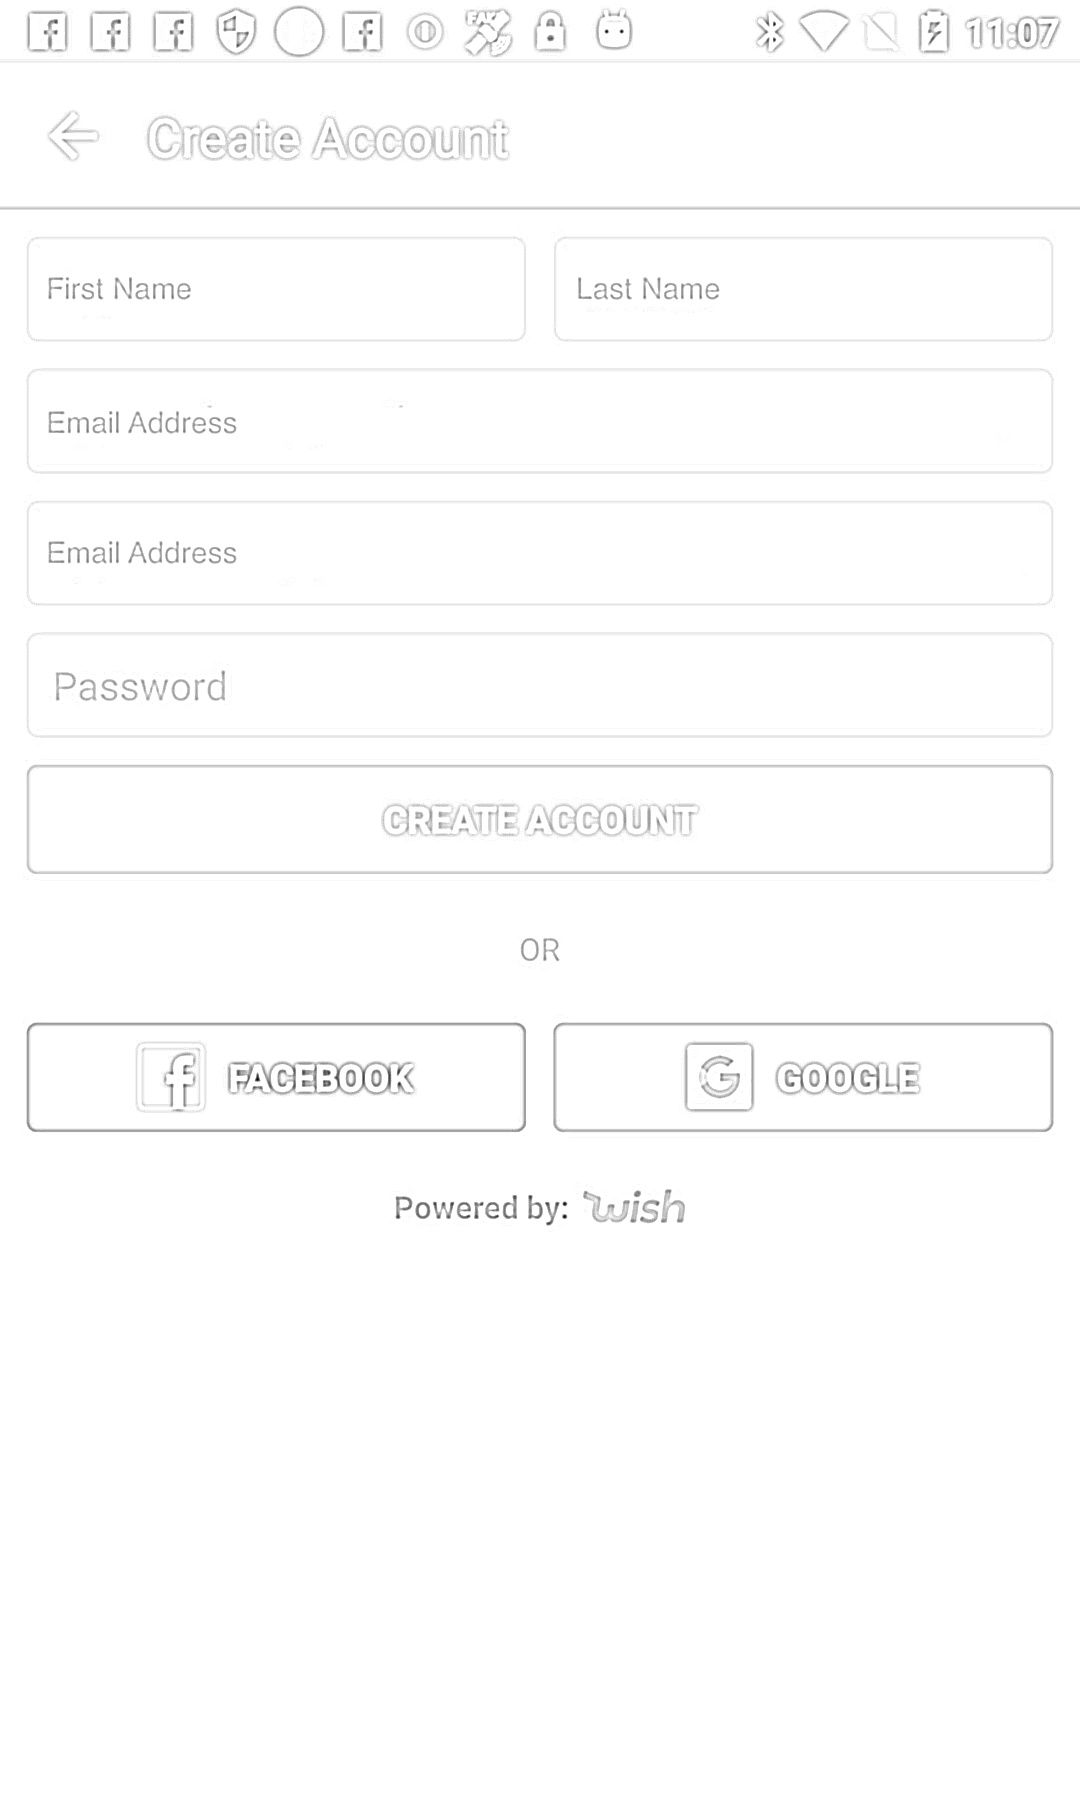 11:07
Create Account
First Name
Last Name
Email Address
Email Address
Password
CREATE ACCOUNT
OR
FACEBOOK
G GOOGLE
Powered by: wish